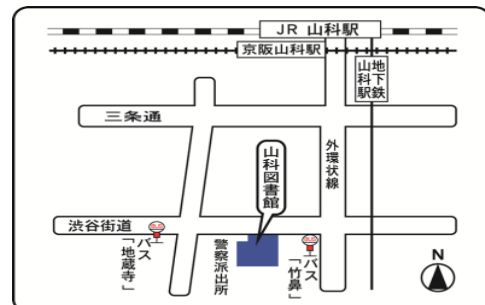 JR 山科駅
京阪山科駅
地下鉄
山科駅
三条通
山科図書館
外環状線
渋谷街道
バス
「地蔵寺」
警察派出所
バス
「竹鼻」
N